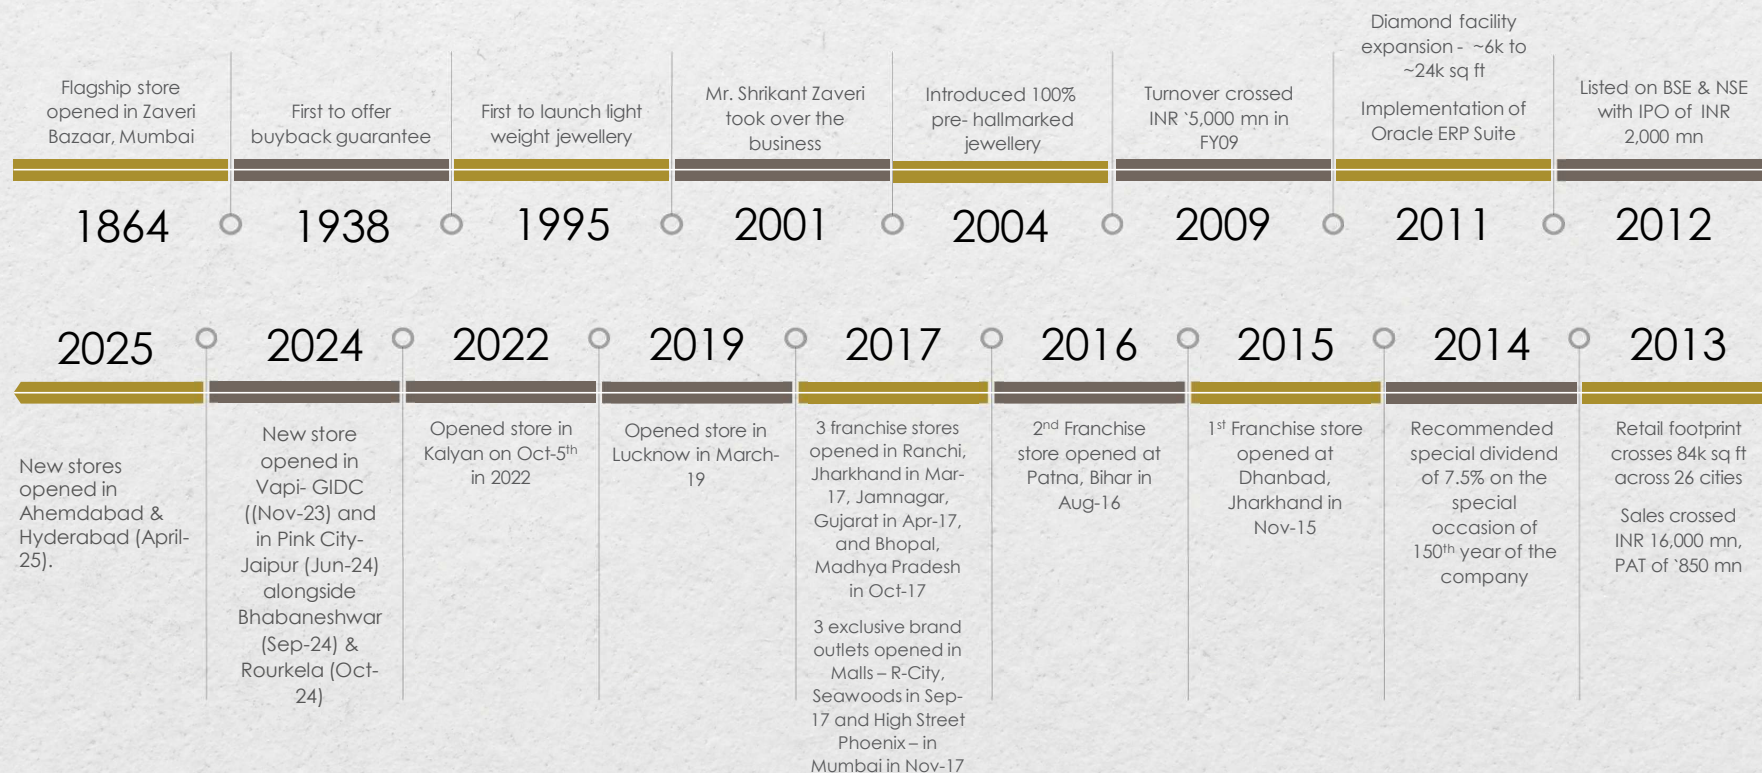 Flagship store
opened in Zaveri
Bazaar, Mumbai
First to offer
buyback guarantee
First to launch light
weight jewellery
Mr. Shrikant Zaveri
took over the
business
Introduced 100%
pre- hallmarked
jewellery
Turnover crossed
INR `5,000 mn in
FY09
Diamond facility
expansion - ~6k to
~24k sq ft
Implementation of
Oracle ERP Suite
Listed on BSE & NSE
with IPO of INR
2,000 mn
1864
1938
1995
2001
2004
2009
2011
2012
2025
2024
2022
2019
2017
2016
2015
2014
2013
New stores
opened in
Ahemdabad &
Hyderabad (April-
25).
New store
opened in
Vapi- GIDC
((Nov-23) and
in Pink City-
Jaipur (Jun-24)
alongside
Bhabaneshwar
(Sep-24) &
Rourkela (Oct-
24)
Opened store in
Kalyan on Oct-5th
in 2022
Opened store in
Lucknow in March-
19
3 franchise stores
opened in Ranchi,
Jharkhand in Mar-
17, Jamnagar,
Gujarat in Apr-17,
and Bhopal,
Madhya Pradesh
in Oct-17
3 exclusive brand
outlets opened in
Malls – R-City,
Seawoods in Sep-
17 and High Street
Phoenix – in
Mumbai in Nov-17
2nd Franchise
store opened at
Patna, Bihar in
Aug-16
1st Franchise store
opened at
Dhanbad,
Jharkhand in
Nov-15
Recommended
special dividend
of 7.5% on the
special
occasion of
150th year of the
company
Retail footprint
crosses 84k sq ft
across 26 cities
Sales crossed
INR 16,000 mn,
PAT of `850 mn